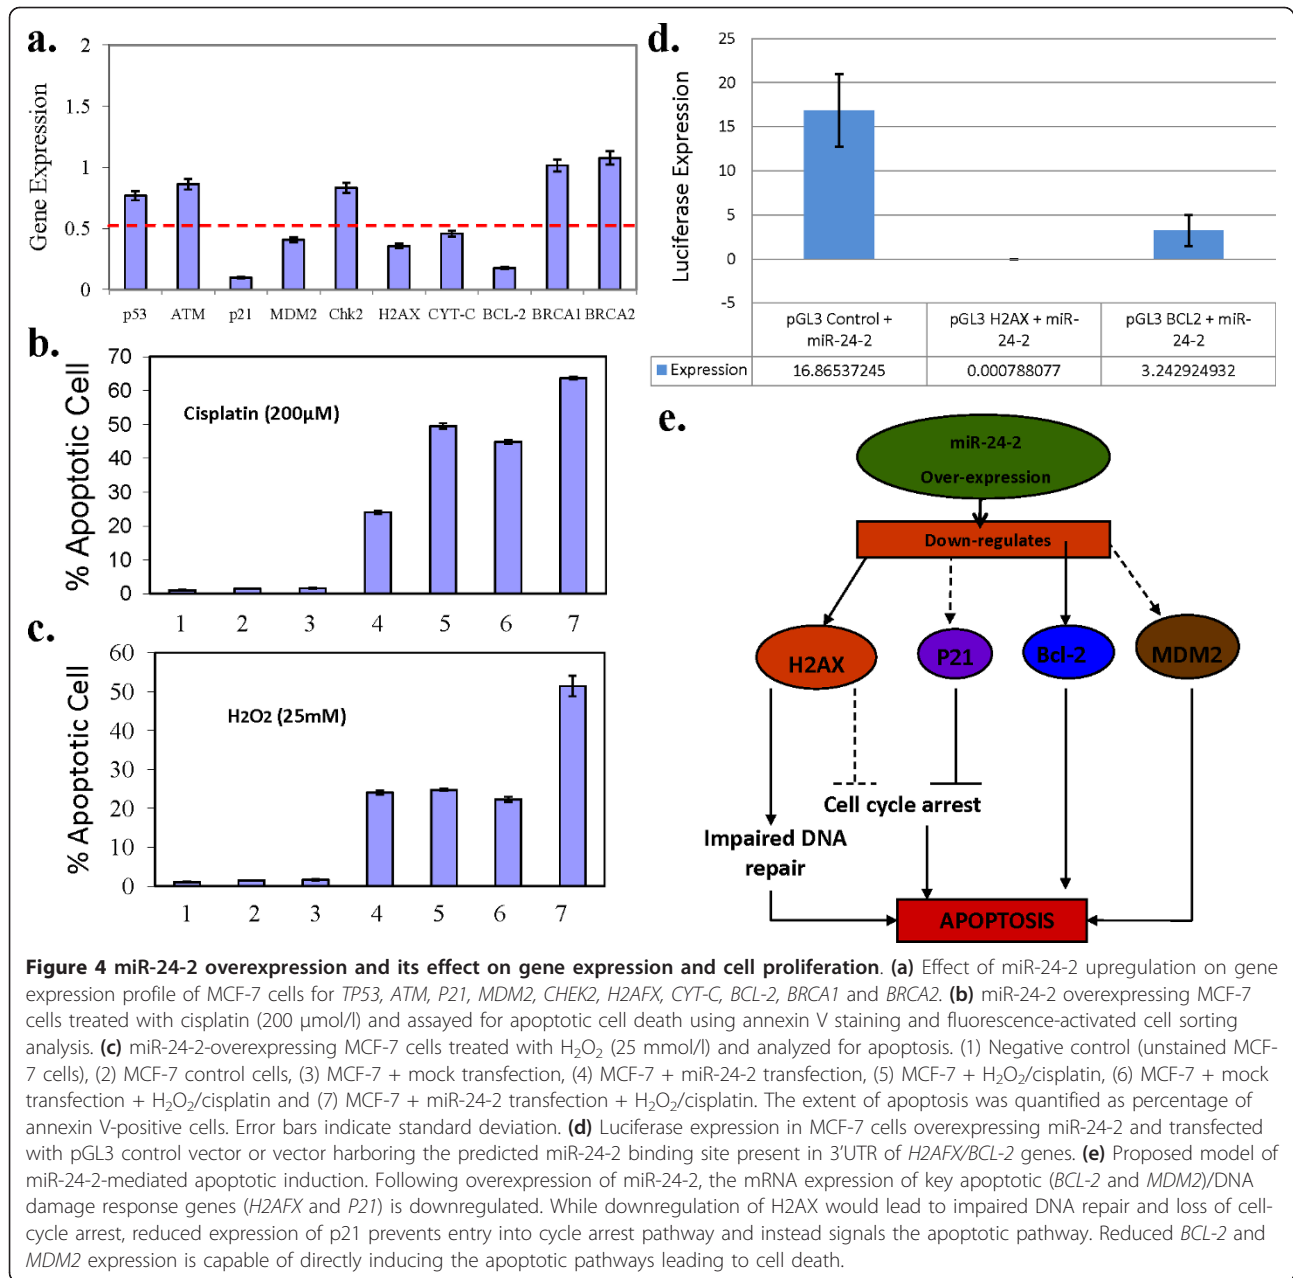 a.
2
1.5
1
0.5
0
Gene Expression
p53 ATM p21 MDM2 Chk2 H2AX CYT-C BCL-2 BRCA1 BRCA2
b.
70
60
50
40
30
20
10
0
% Apoptotic Cell
Cisplatin (200µM)
1 2 3 4 5 6 7
c.
60
50
40
30
20
10
0
% Apoptotic Cell
H2O2 (25mM)
1 2 3 4 5 6 7
d.
25
20
15
10
5
0
-5
Luciferase Expression
pGL3 Control + miR-24-2
pGL3 H2AX + miR-24-2
pGL3 BCL2 + miR-24-2
Expression 16.86537245 0.000788077 3.242924932
e.
miR-24-2
Over-expression
Down-regulates
H2AX P21 Bcl-2 MDM2
Cell cycle arrest
Impaired DNA
repair
APOPTOSIS
Figure 4 miR-24-2 overexpression and its effect on gene expression and cell proliferation. (a) Effect of miR-24-2 upregulation on gene
expression profile of MCF-7 cells for TP53, ATM, P21, MDM2, CHEK2, H2AFX, CYT-C, BCL-2, BRCA1 and BRCA2. (b) miR-24-2 overexpressing MCF-7
cells treated with cisplatin (200 μmol/l) and assayed for apoptotic cell death using annexin V staining and fluorescence-activated cell sorting
analysis. (c) miR-24-2-overexpressing MCF-7 cells treated with H2O2 (25 mmol/l) and analyzed for apoptosis. (1) Negative control (unstained MCF-
7 cells), (2) MCF-7 control cells, (3) MCF-7 + mock transfection, (4) MCF-7 + miR-24-2 transfection, (5) MCF-7 + H2O2/cisplatin, (6) MCF-7 + mock
transfection + H2O2/cisplatin and (7) MCF-7 + miR-24-2 transfection + H2O2/cisplatin. The extent of apoptosis was quantified as percentage of
annexin V-positive cells. Error bars indicate standard deviation. (d) Luciferase expression in MCF-7 cells overexpressing miR-24-2 and transfected
with pGL3 control vector or vector harboring the predicted miR-24-2 binding site present in 3'UTR of H2AFX/BCL-2 genes. (e) Proposed model of
miR-24-2-mediated apoptotic induction. Following overexpression of miR-24-2, the mRNA expression of key apoptotic (BCL-2 and MDM2)/DNA
damage response genes (H2AFX and P21) is downregulated. While downregulation of H2AX would lead to impaired DNA repair and loss of cell-
cycle arrest, reduced expression of p21 prevents entry into cycle arrest pathway and instead signals the apoptotic pathway. Reduced BCL-2 and
MDM2 expression is capable of directly inducing the apoptotic pathways leading to cell death.